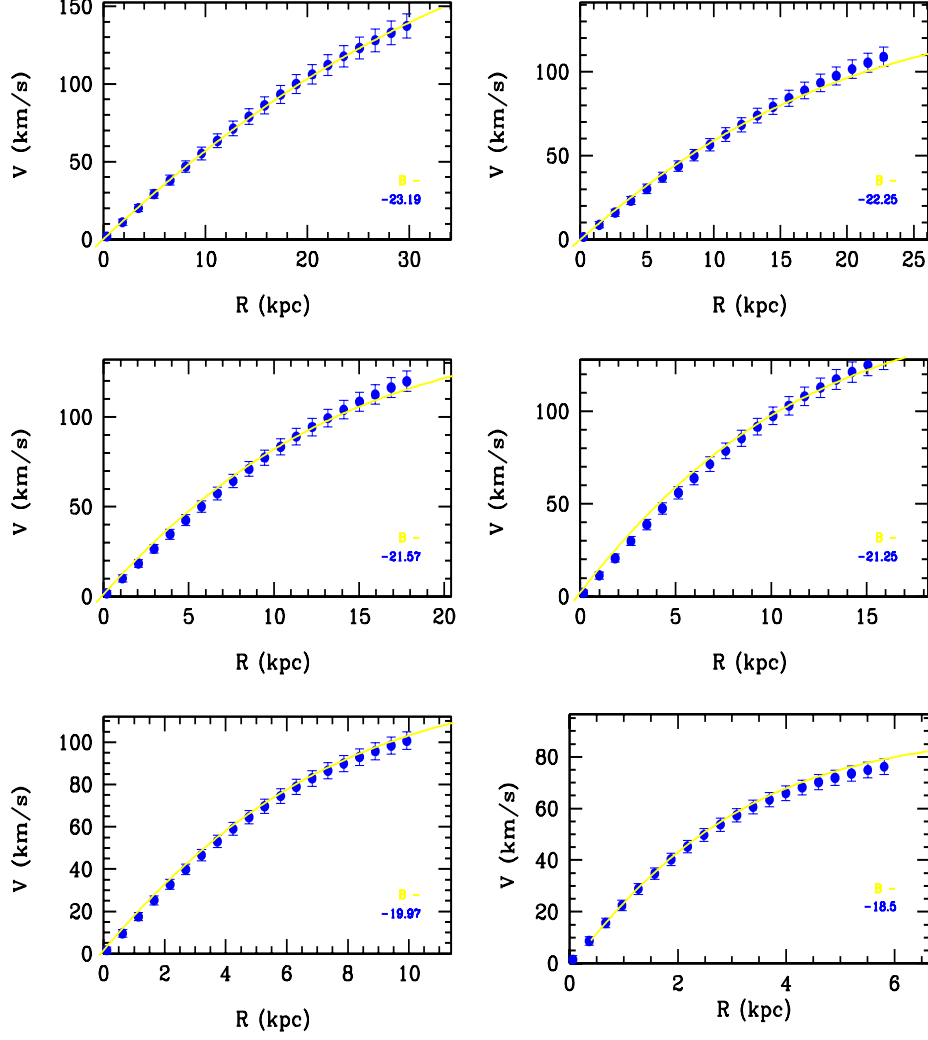 150
100
50
0
V (km/s)
B -
-23.19
0 10 20 30
R (kpc)
100
50
0
V (km/s)
B -
-22.25
0 5 10 15 20 25
R (kpc)
100
50
0
V (km/s)
B -
-21.57
0 5 10 15 20
R (kpc)
100
50
0
V (km/s)
B -
-21.25
0 5 10 15
R (kpc)
100
80
60
40
20
0
V (km/s)
B -
-19.97
0 2 4 6 8 10
R (kpc)
80
60
40
20
0
V (km/s)
B -
-18.5
0 2 4 6
R (kpc)